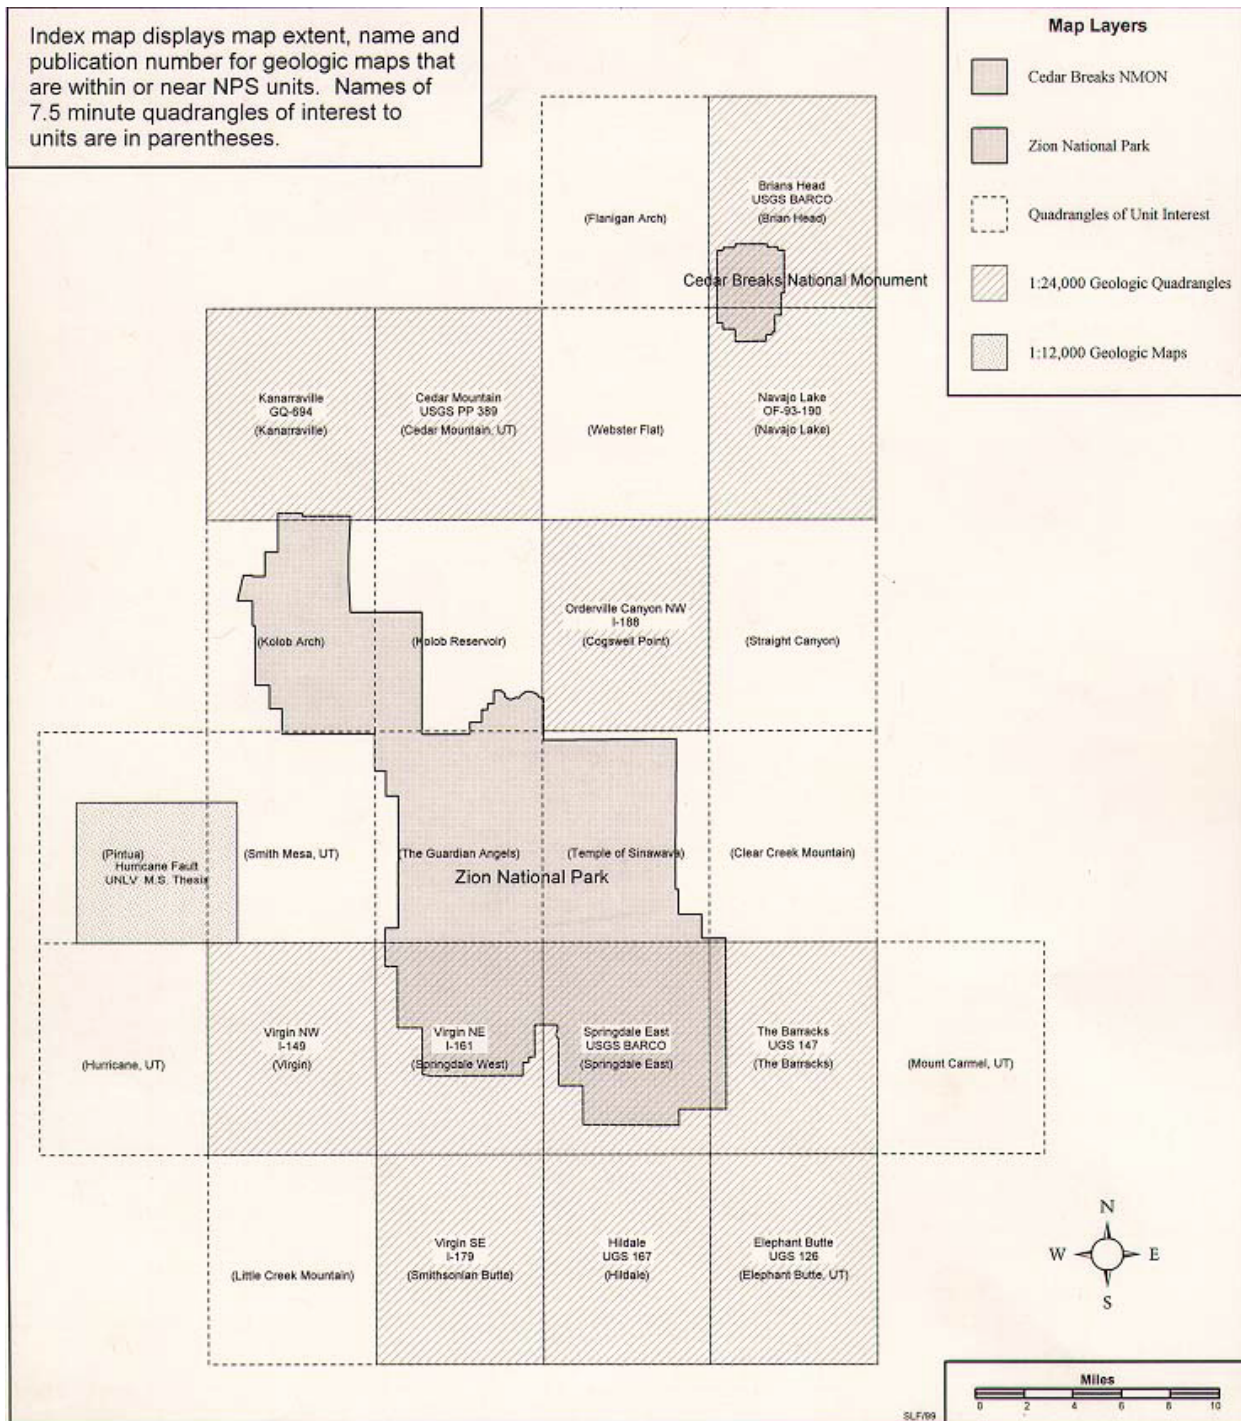 Index map displays map extent, name and
publication number for geologic maps that
are within or near NPS units. Names of
7.5 minute quadrangles of interest to
units are in parentheses.
Map Layers
Cedar Breaks NMON
Zion National Park
Quadrangles of Unit Interest
1:24,000 Geologic Quadrangles
1:12,000 Geologic Maps
(Flanigan Arch)
Brians Head
USGS BARCO
(Brian Head)
Cedar Breaks National Monument
Kanarraville
GQ-694
(Kanarraville)
Cedar Mountain
USGS PP 389
(Cedar Mountain, UT)
(Webster Flat)
Navajo Lake
OF-93-190
(Navajo Lake)
(Kolob Arch)
(Kolob Reservoir)
Orderville Canyon NW
I-188
(Cogswell Point)
(Straight Canyon)
(Pintua)
Hurricane Fault
UNLV M.S. Thesis
(Smith Mesa, UT)
(The Guardian Angels)
(Temple of Sinawava)
(Clear Creek Mountain)
Zion National Park
(Hurricane, UT)
Virgin NW
I-149
(Virgin)
Virgin NE
I-161
(Springdale West)
Springdale East
USGS BARCO
(Springdale East)
The Barracks
UGS 147
(The Barracks)
(Mount Carmel, UT)
(Little Creek Mountain)
Virgin SE
I-179
(Smithsonian Butte)
Hildale
UGS 167
(Hildale)
Elephant Butte
UGS 126
(Elephant Butte, UT)
N
W E
S
Miles
0 2 4 6 8 10
SLF/99